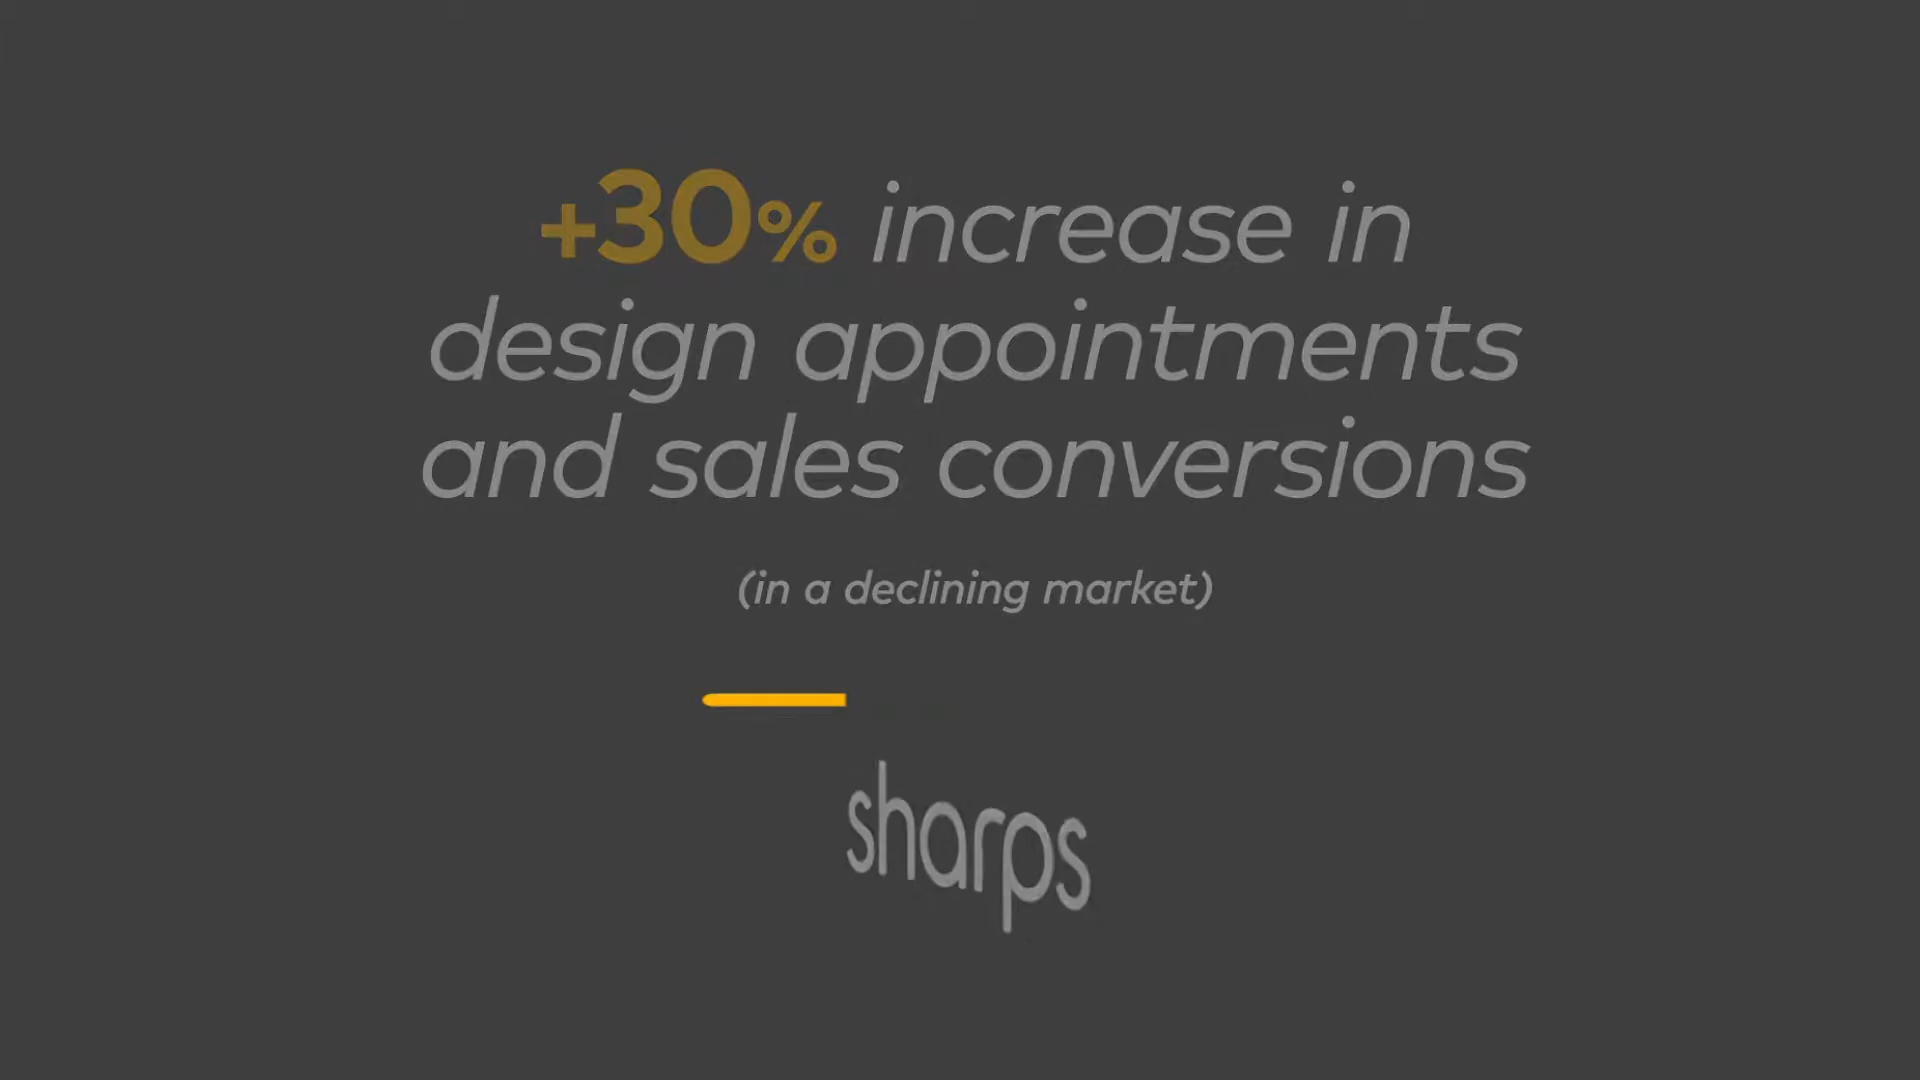 +30% increase in
design appointments
and sales conversions
(in a declining market)
sharps